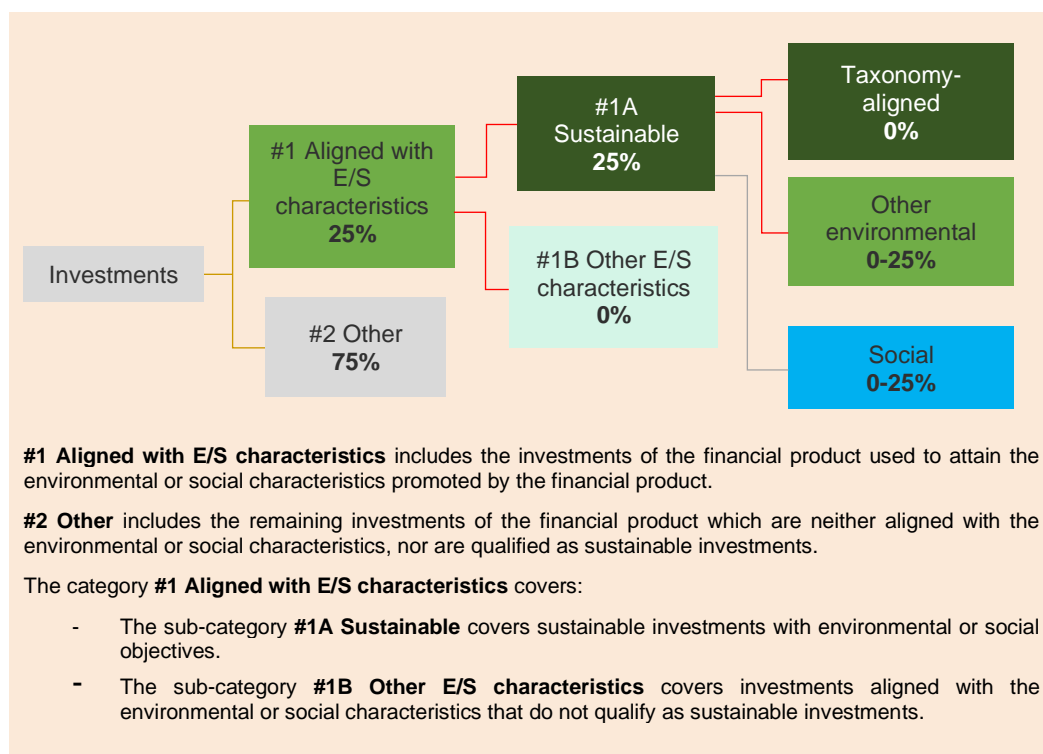 Investments
#1 Aligned with
E/S
characteristics
25%
#2 Other
75%
#1A
Sustainable
25%
#1B Other E/S
characteristics
0%
Taxonomy-
aligned
0%
Other
environmental
0-25%
Social
0-25%
#1 Aligned with E/S characteristics includes the investments of the financial product used to attain the
environmental or social characteristics promoted by the financial product.
#2 Other includes the remaining investments of the financial product which are neither aligned with the
environmental or social characteristics, nor are qualified as sustainable investments.
The category #1 Aligned with E/S characteristics covers:
- The sub-category #1A Sustainable covers sustainable investments with environmental or social
objectives.
- The sub-category #1B Other E/S characteristics covers investments aligned with the
environmental or social characteristics that do not qualify as sustainable investments.